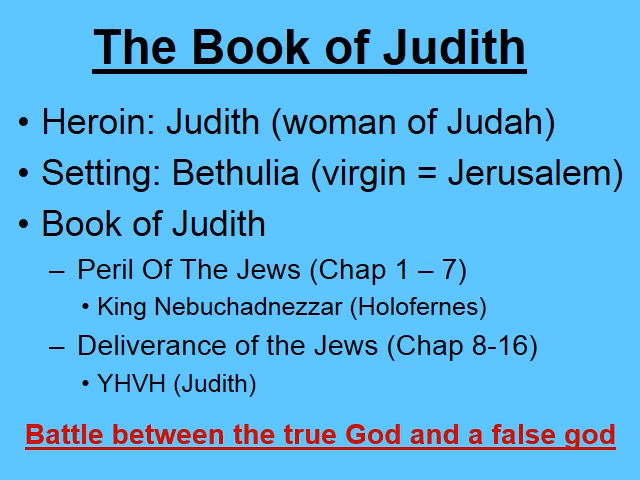 The Book of Judith
• Heroin: Judith (woman of Judah)
• Setting: Bethulia (virgin = Jerusalem)
• Book of Judith
– Peril Of The Jews (Chap 1 – 7)
• King Nebuchadnezzar (Holofernes)
– Deliverance of the Jews (Chap 8-16)
• YHVH (Judith)
Battle between the true God and a false god